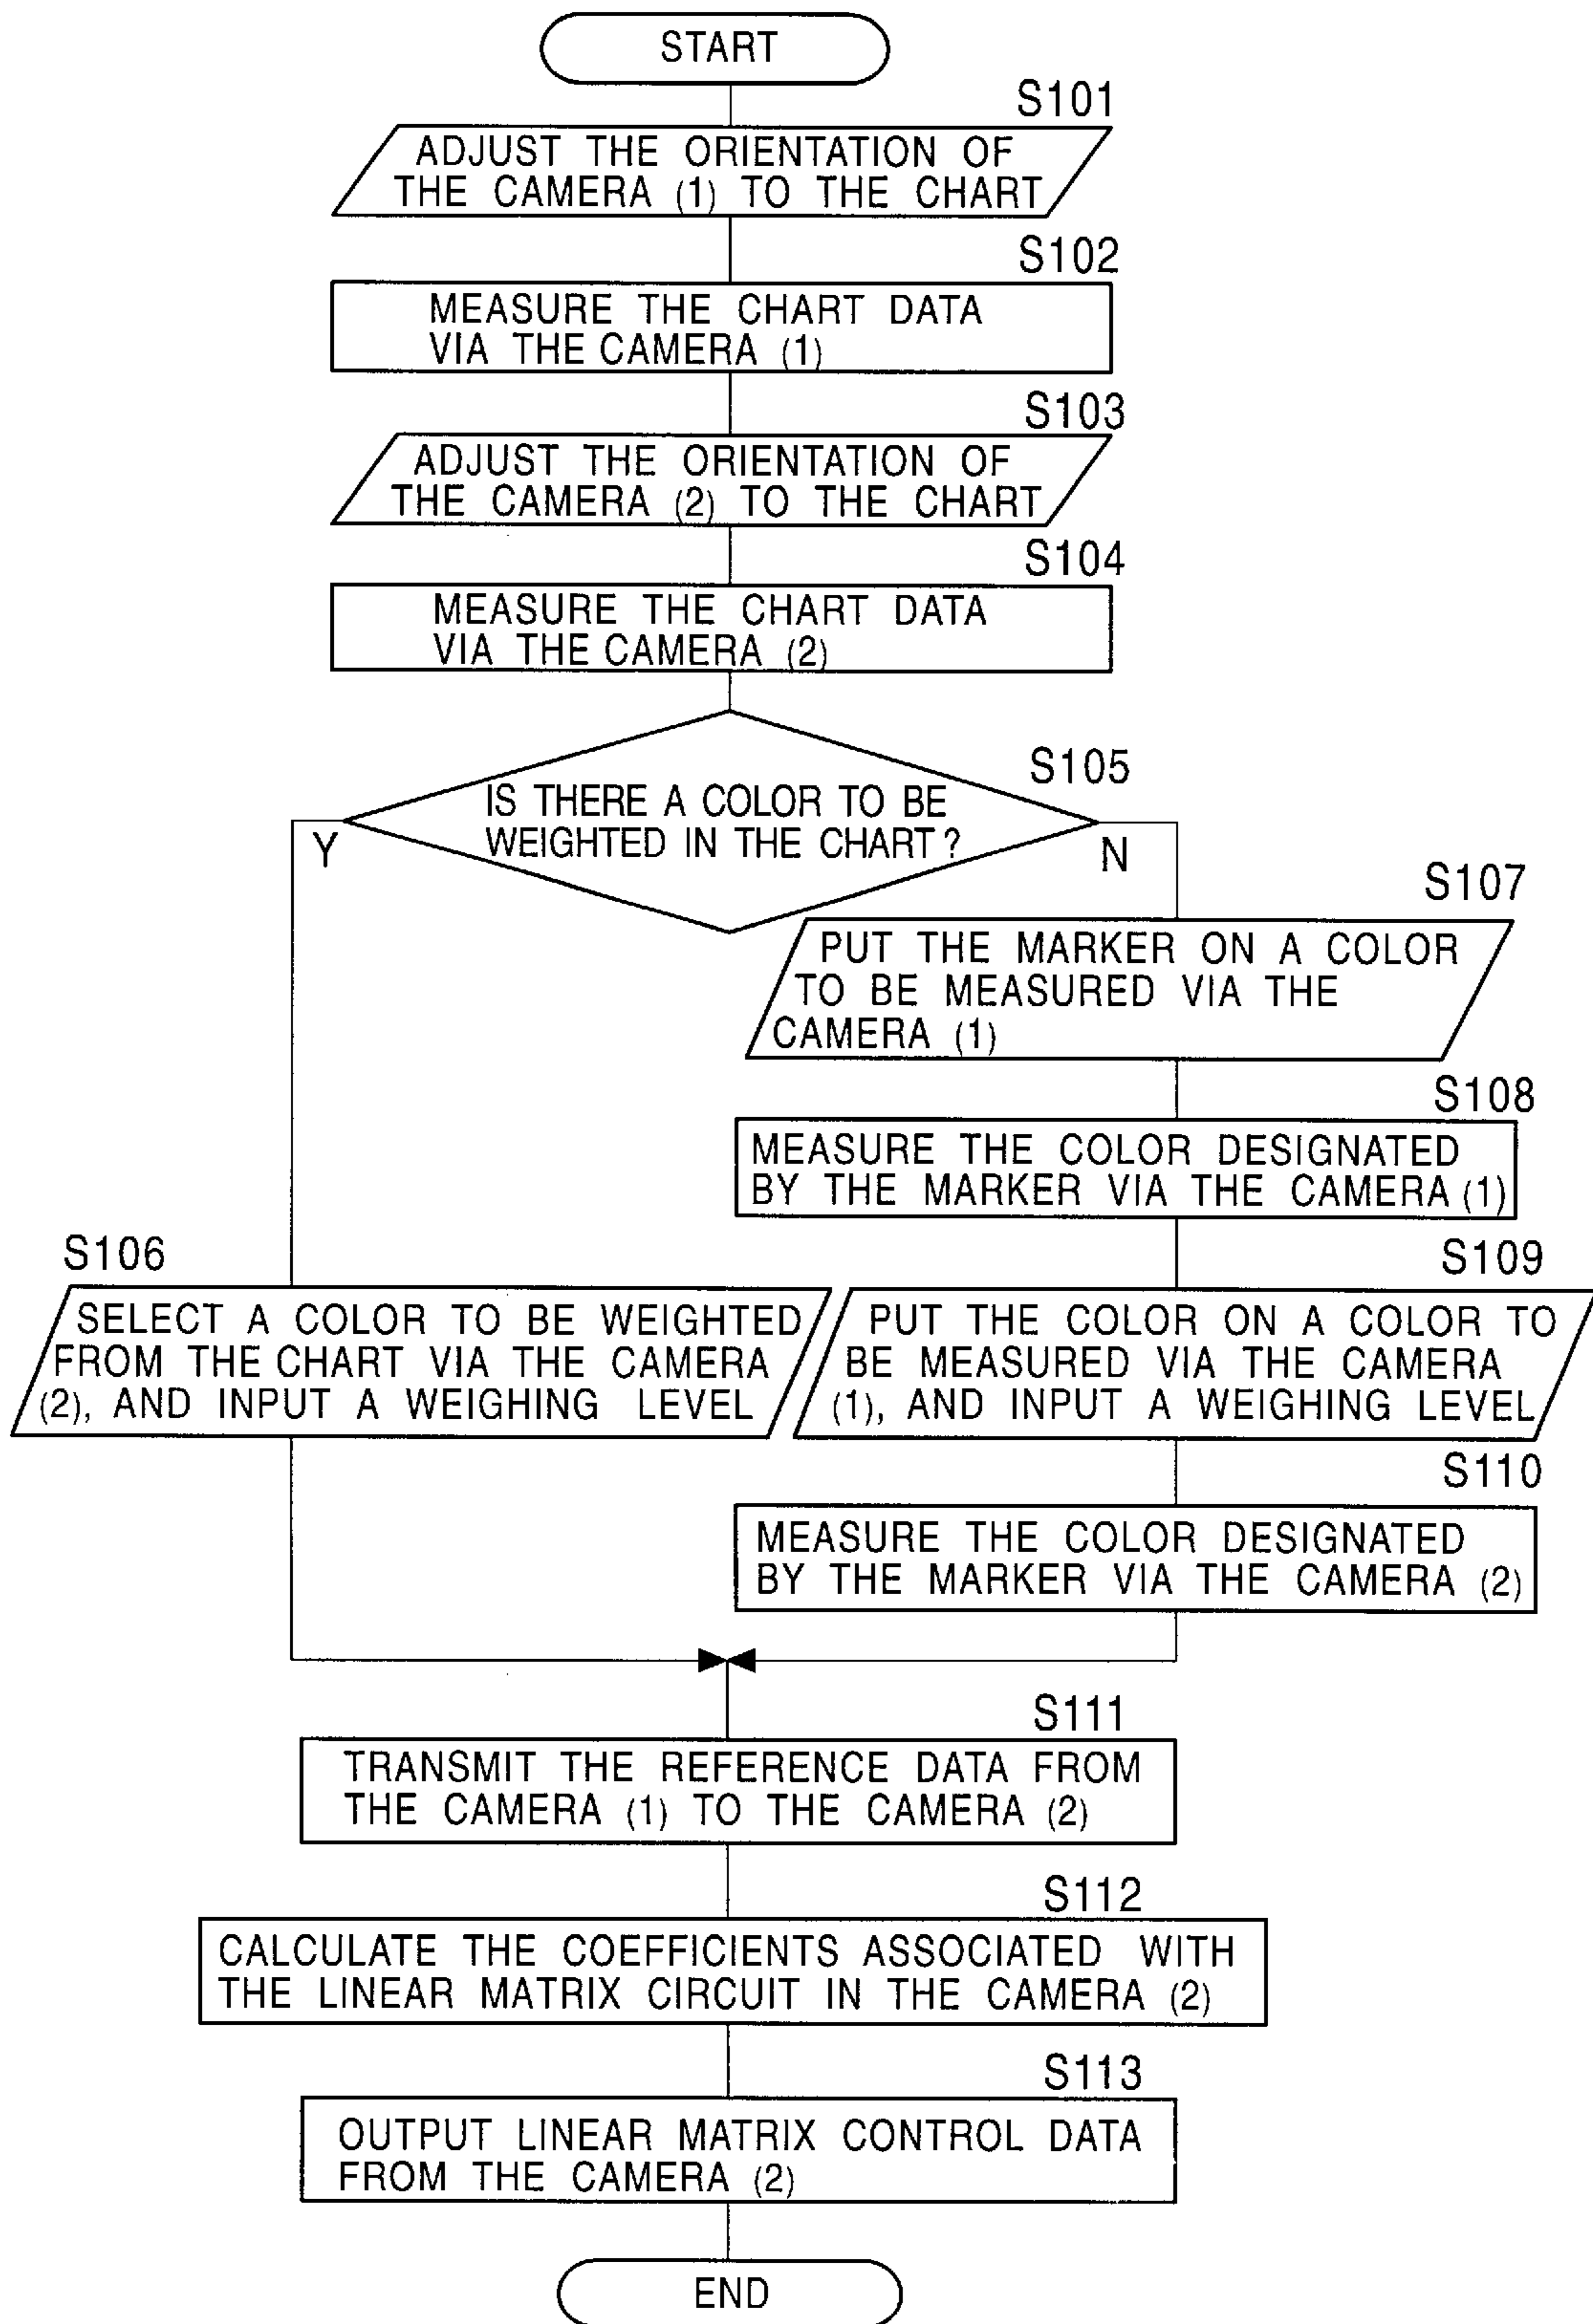 START
S101
ADJUST THE ORIENTATION OF
THE CAMERA (1) TO THE CHART
S102
MEASURE THE CHART DATA
VIA THE CAMERA (1)
S103
ADJUST THE ORIENTATION OF
THE CAMERA (2) TO THE CHART
S104
MEASURE THE CHART DATA
VIA THE CAMERA (2)
S105
IS THERE A COLOR TO BE
WEIGHTED IN THE CHART?
Y
N
S107
PUT THE MARKER ON A COLOR
TO BE MEASURED VIA THE
CAMERA (1)
S108
MEASURE THE COLOR DESIGNATED
BY THE MARKER VIA THE CAMERA (1)
S106
SELECT A COLOR TO BE WEIGHTED
FROM THE CHART VIA THE CAMERA
(2), AND INPUT A WEIGHING LEVEL
S109
PUT THE COLOR ON A COLOR TO
BE MEASURED VIA THE CAMERA
(1), AND INPUT A WEIGHING LEVEL
S110
MEASURE THE COLOR DESIGNATED
BY THE MARKER VIA THE CAMERA (2)
S111
TRANSMIT THE REFERENCE DATA FROM
THE CAMERA (1) TO THE CAMERA (2)
S112
CALCULATE THE COEFFICIENTS ASSOCIATED WITH
THE LINEAR MATRIX CIRCUIT IN THE CAMERA (2)
S113
OUTPUT LINEAR MATRIX CONTROL DATA
FROM THE CAMERA (2)
END